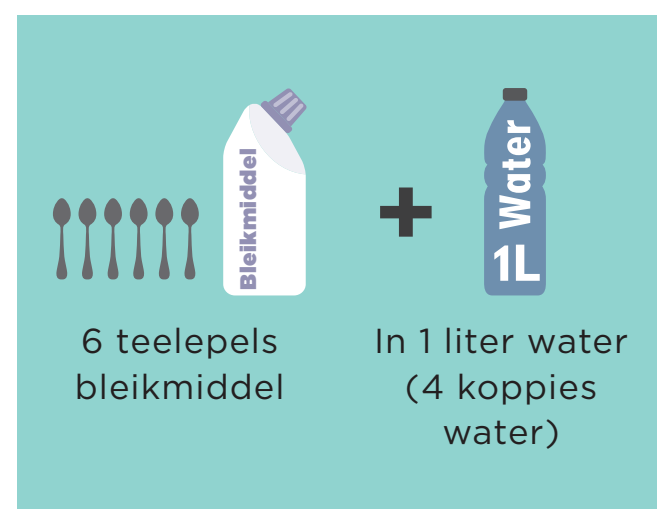 Bleikmiddel
1L Water
6 teelepels
bleikmiddel
In 1 liter water
(4 koppies
water)